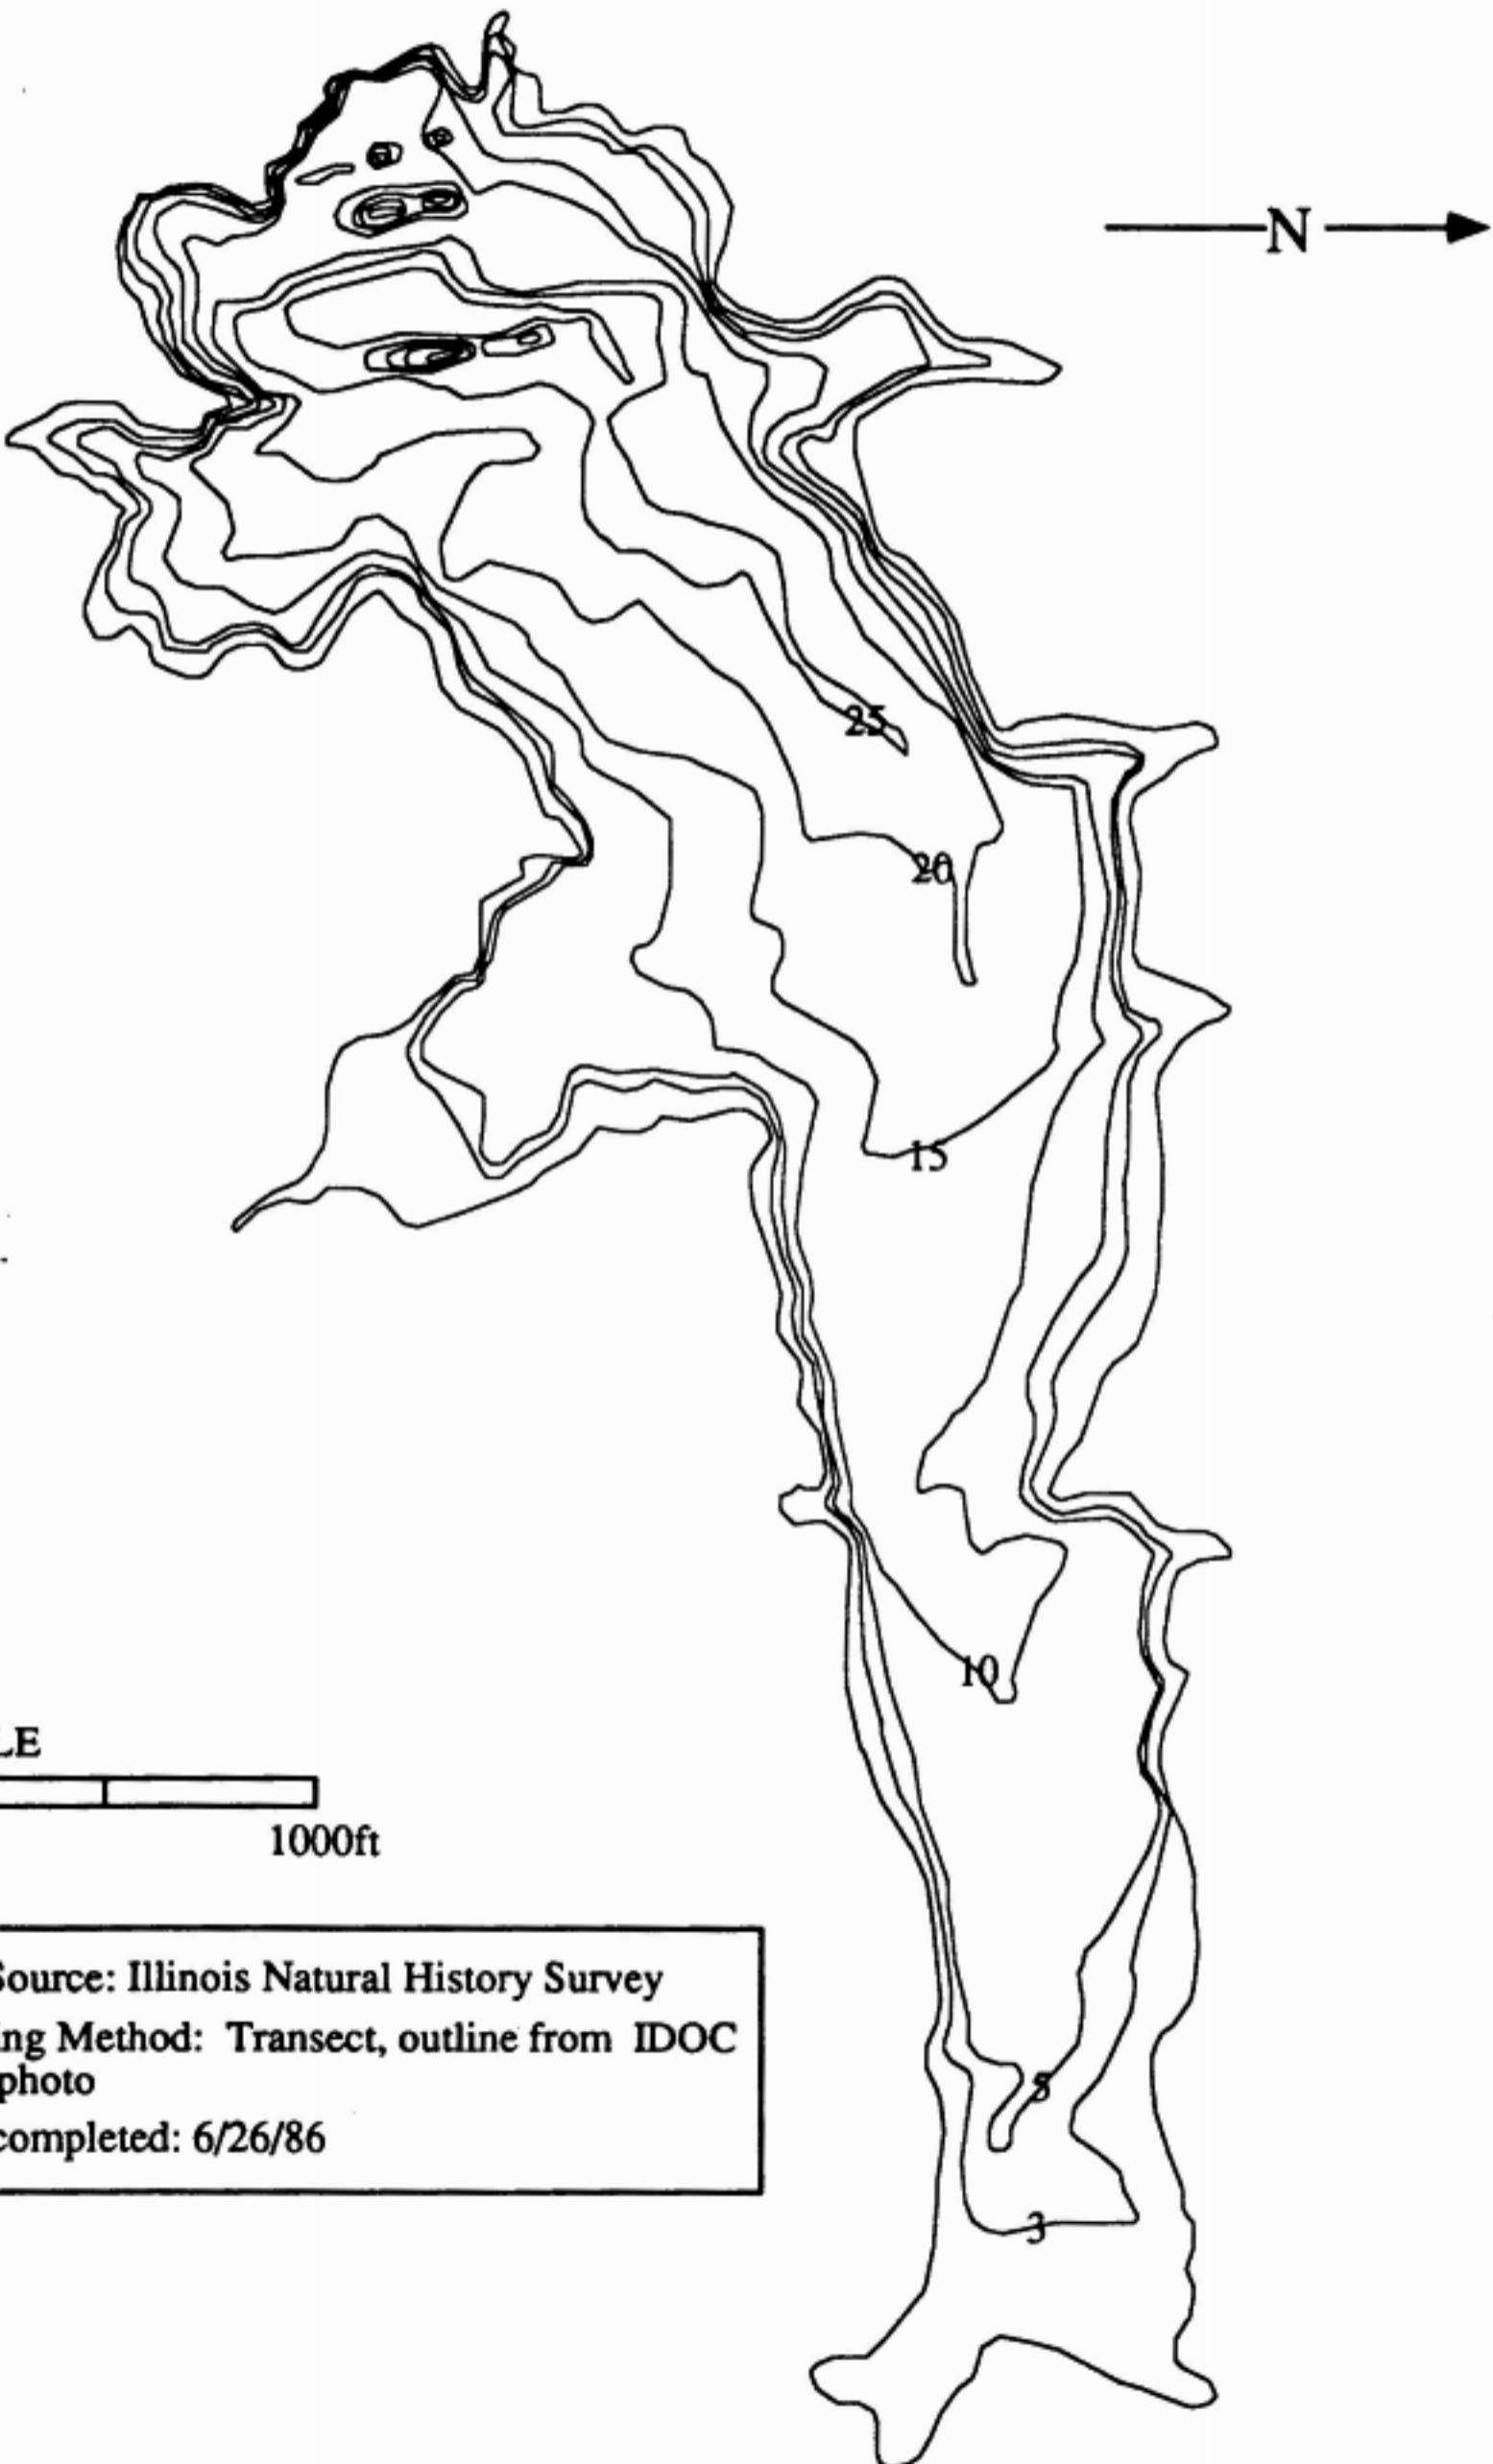 N
25
20
15
10
LE
1000ft
Source: Illinois Natural History Survey
ing Method: Transect, outline from IDOC
photo
completed: 6/26/86
5
3